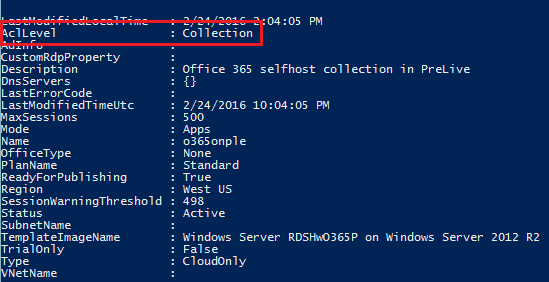 LastModifiedLocalTime : 2/24/2016 2:04:05 PM
AclLevel : Collection
AdInfo :
CustomRdpProperty :
Description : Office 365 selfhost collection in PreLive
DnsServers : {}
LastErrorCode :
LastModifiedTimeUtc : 2/24/2016 10:04:05 PM
MaxSessions : 500
Mode : Apps
Name : o365onple
OfficeType : None
PlanName : Standard
ReadyForPublishing : True
Region : West US
SessionWarningThreshold : 498
Status : Active
SubnetName :
TemplateImageName : Windows Server RDSHwO365P on Windows Server 2012 R2
TrialOnly : False
Type : CloudOnly
VNetName :